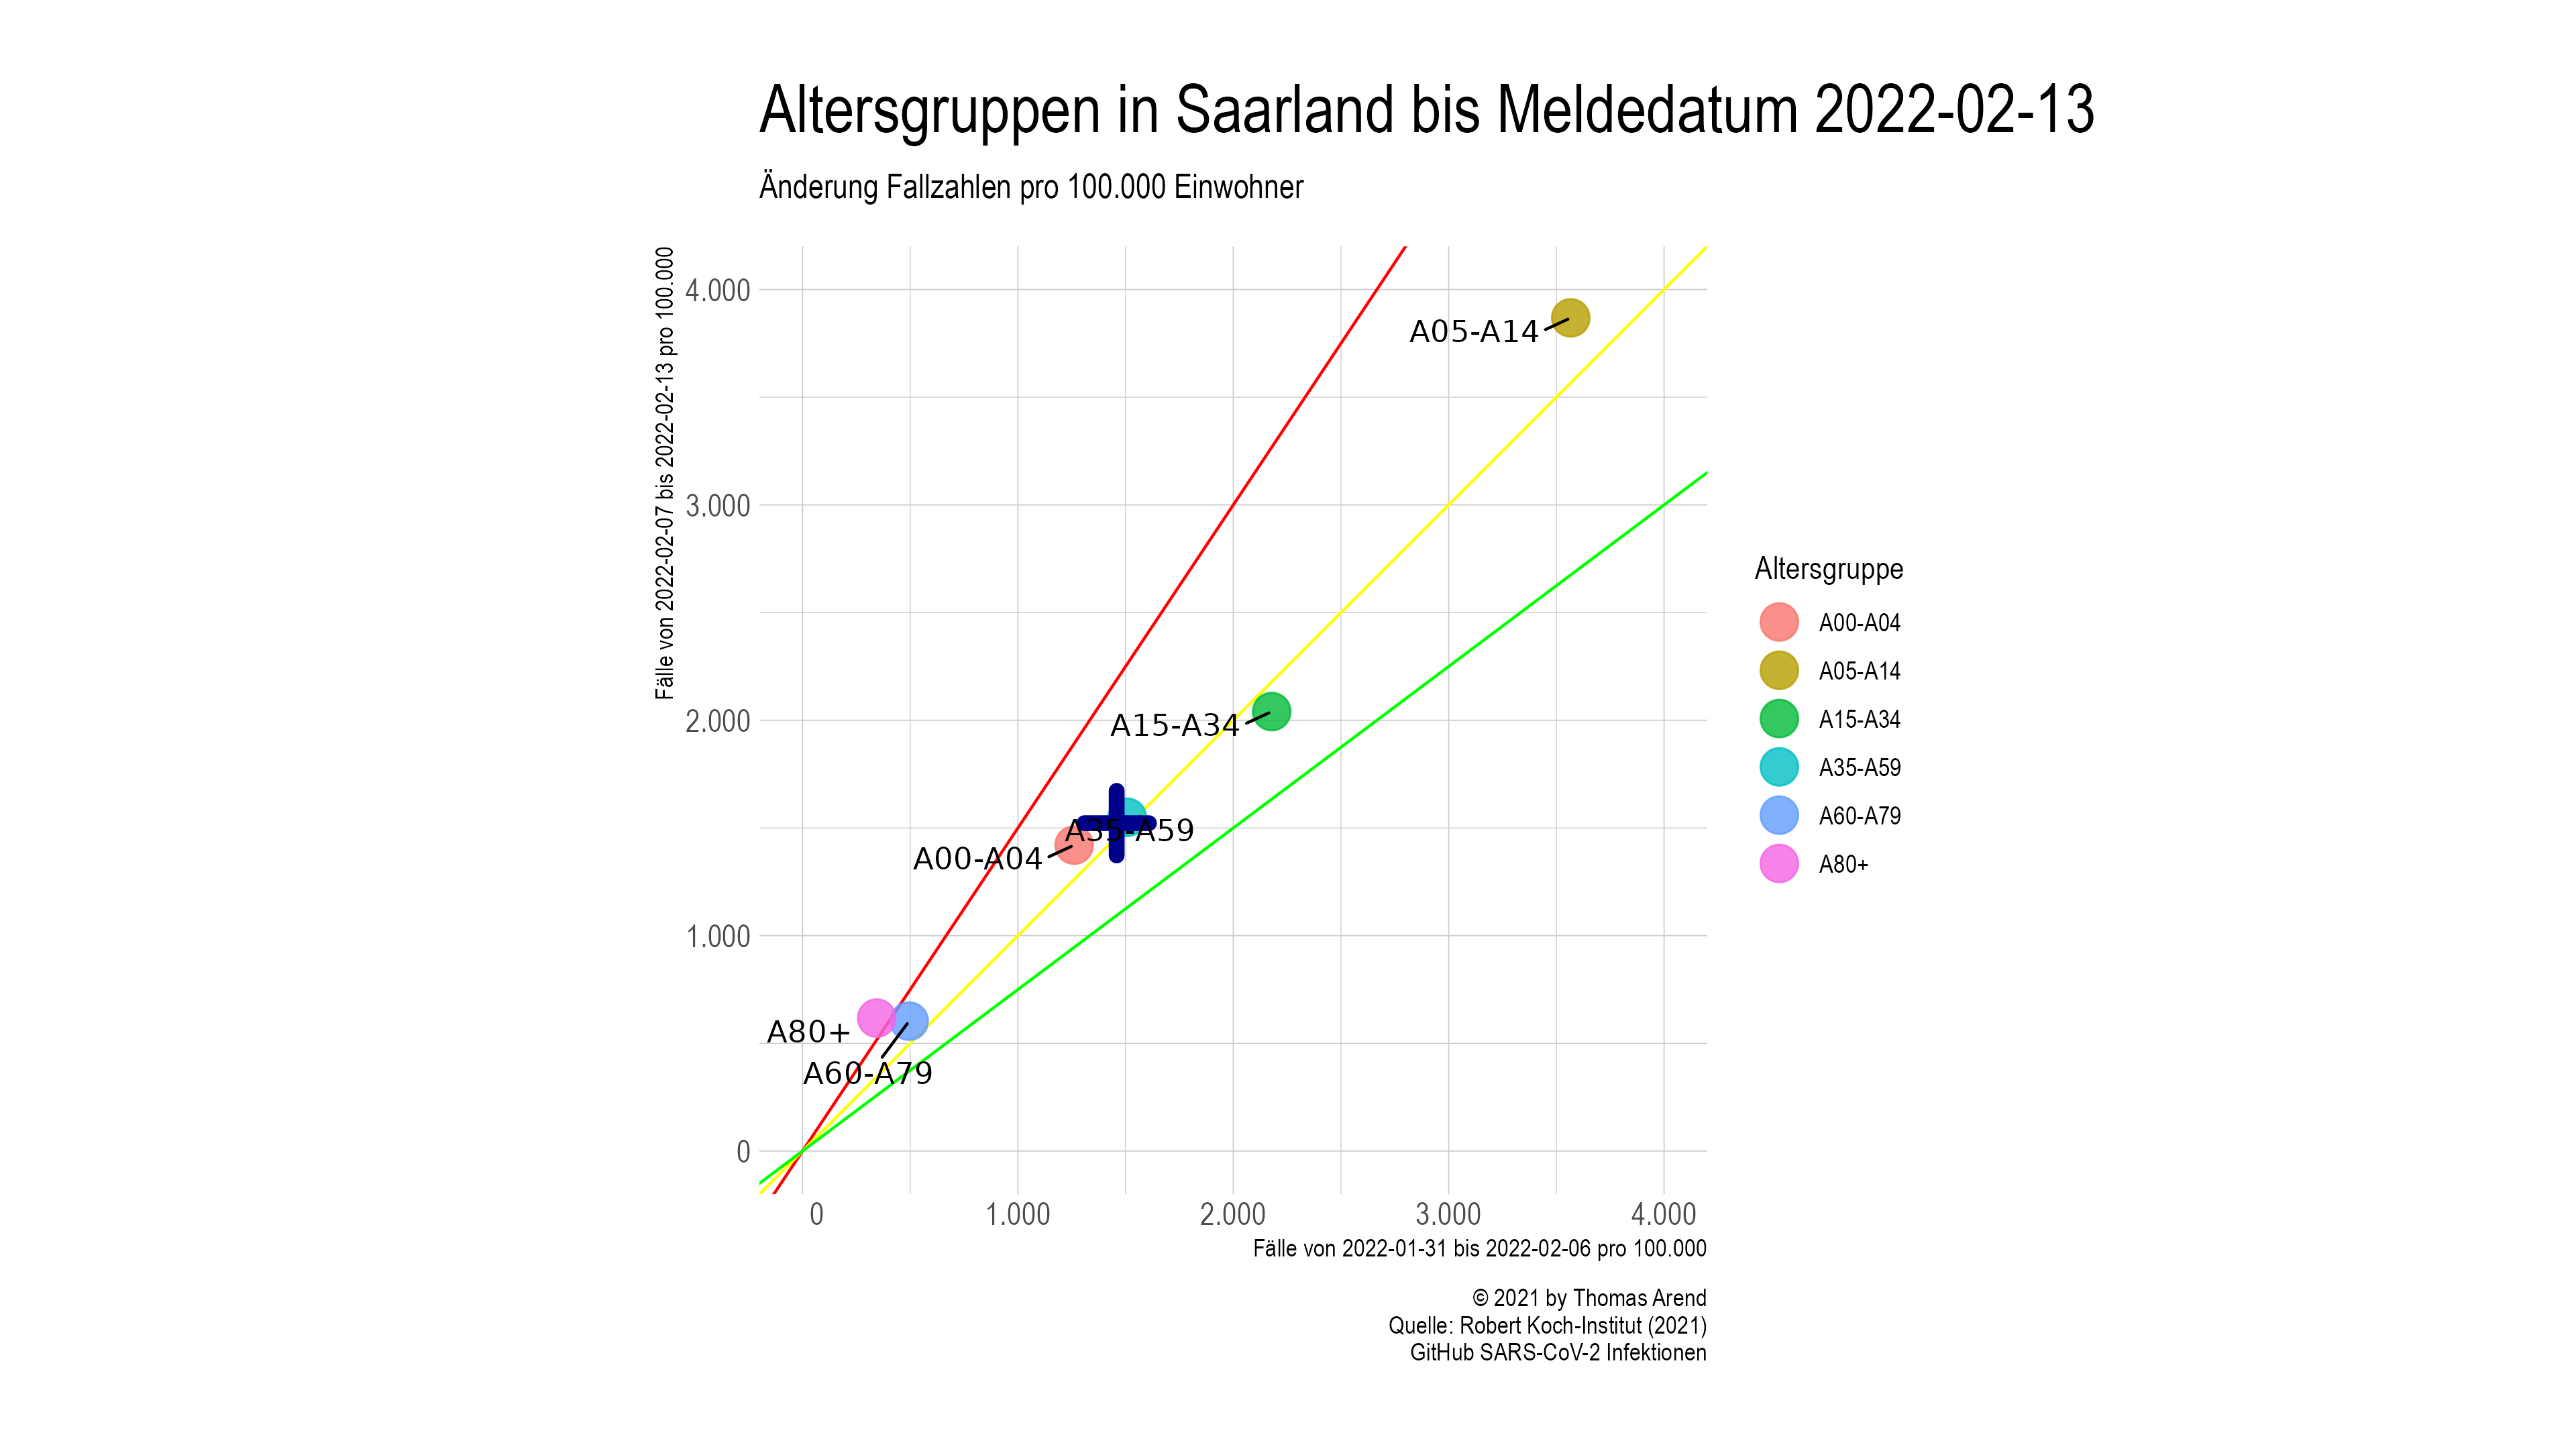 Altersgruppen in Saarland bis Meldedatum 2022-02-13
Änderung Fallzahlen pro 100.000 Einwohner
Fälle von 2022-02-07 bis 2022-02-13 pro 100.000
4.000
3.000
2.000
1.000
0
A05-A14
A15-A34
A35-A59
A00-A04
A80+
A60-A79
0
1.000
2.000
3.000
4.000
Fälle von 2022-01-31 bis 2022-02-06 pro 100.000
Altersgruppe
A00-A04
A05-A14
A15-A34
A35-A59
A60-A79
A80+
© 2021 by Thomas Arend
Quelle: Robert Koch-Institut (2021)
GitHub SARS-CoV-2 Infektionen